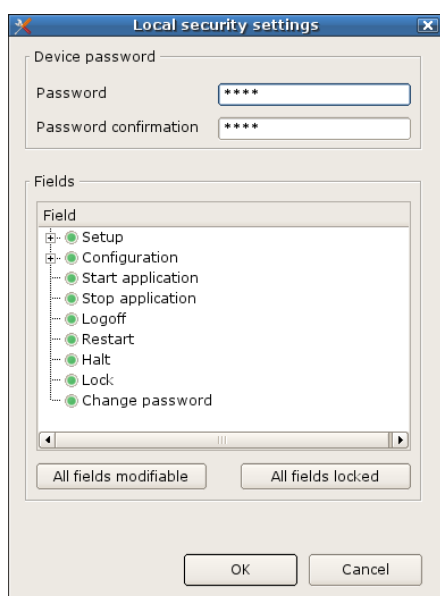 Local security settings
Device password
Password ****
Password confirmation ****
Fields
Field
Setup
Configuration
Start application
Stop application
Logoff
Restart
Halt
Lock
Change password
All fields modifiable All fields locked
OK Cancel